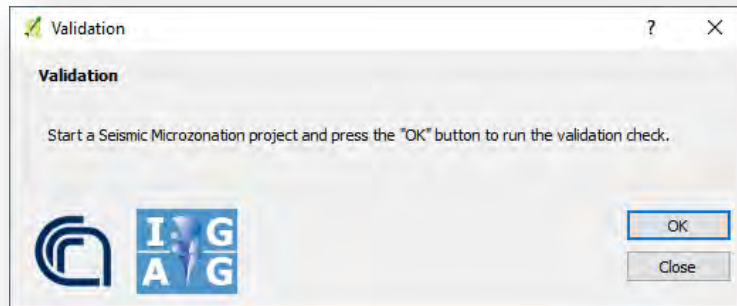 Validation
Validation
Start a Seismic Microzonation project and press the "OK" button to run the validation check.
I G
A G
OK
Close